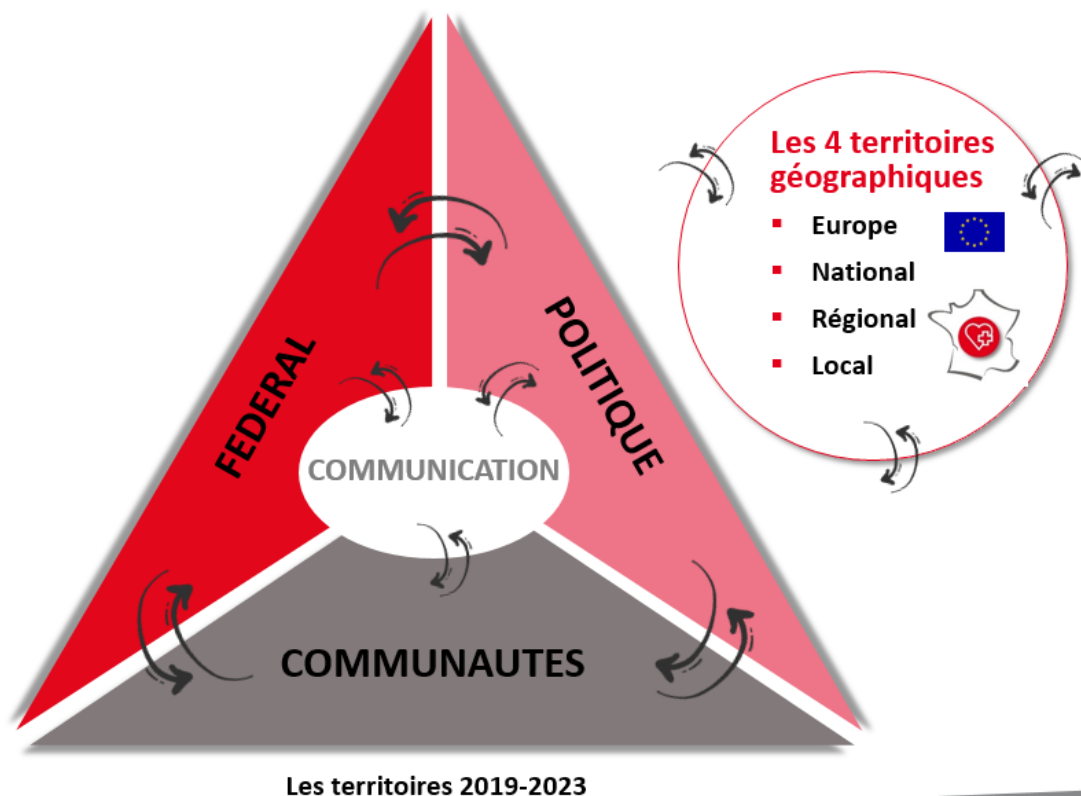 Les 4 territoires
géographiques
Europe
National
Régional
Local
FEDERAL
POLITIQUE
COMMUNICATION
COMMUNAUTES
Les territoires 2019-2023